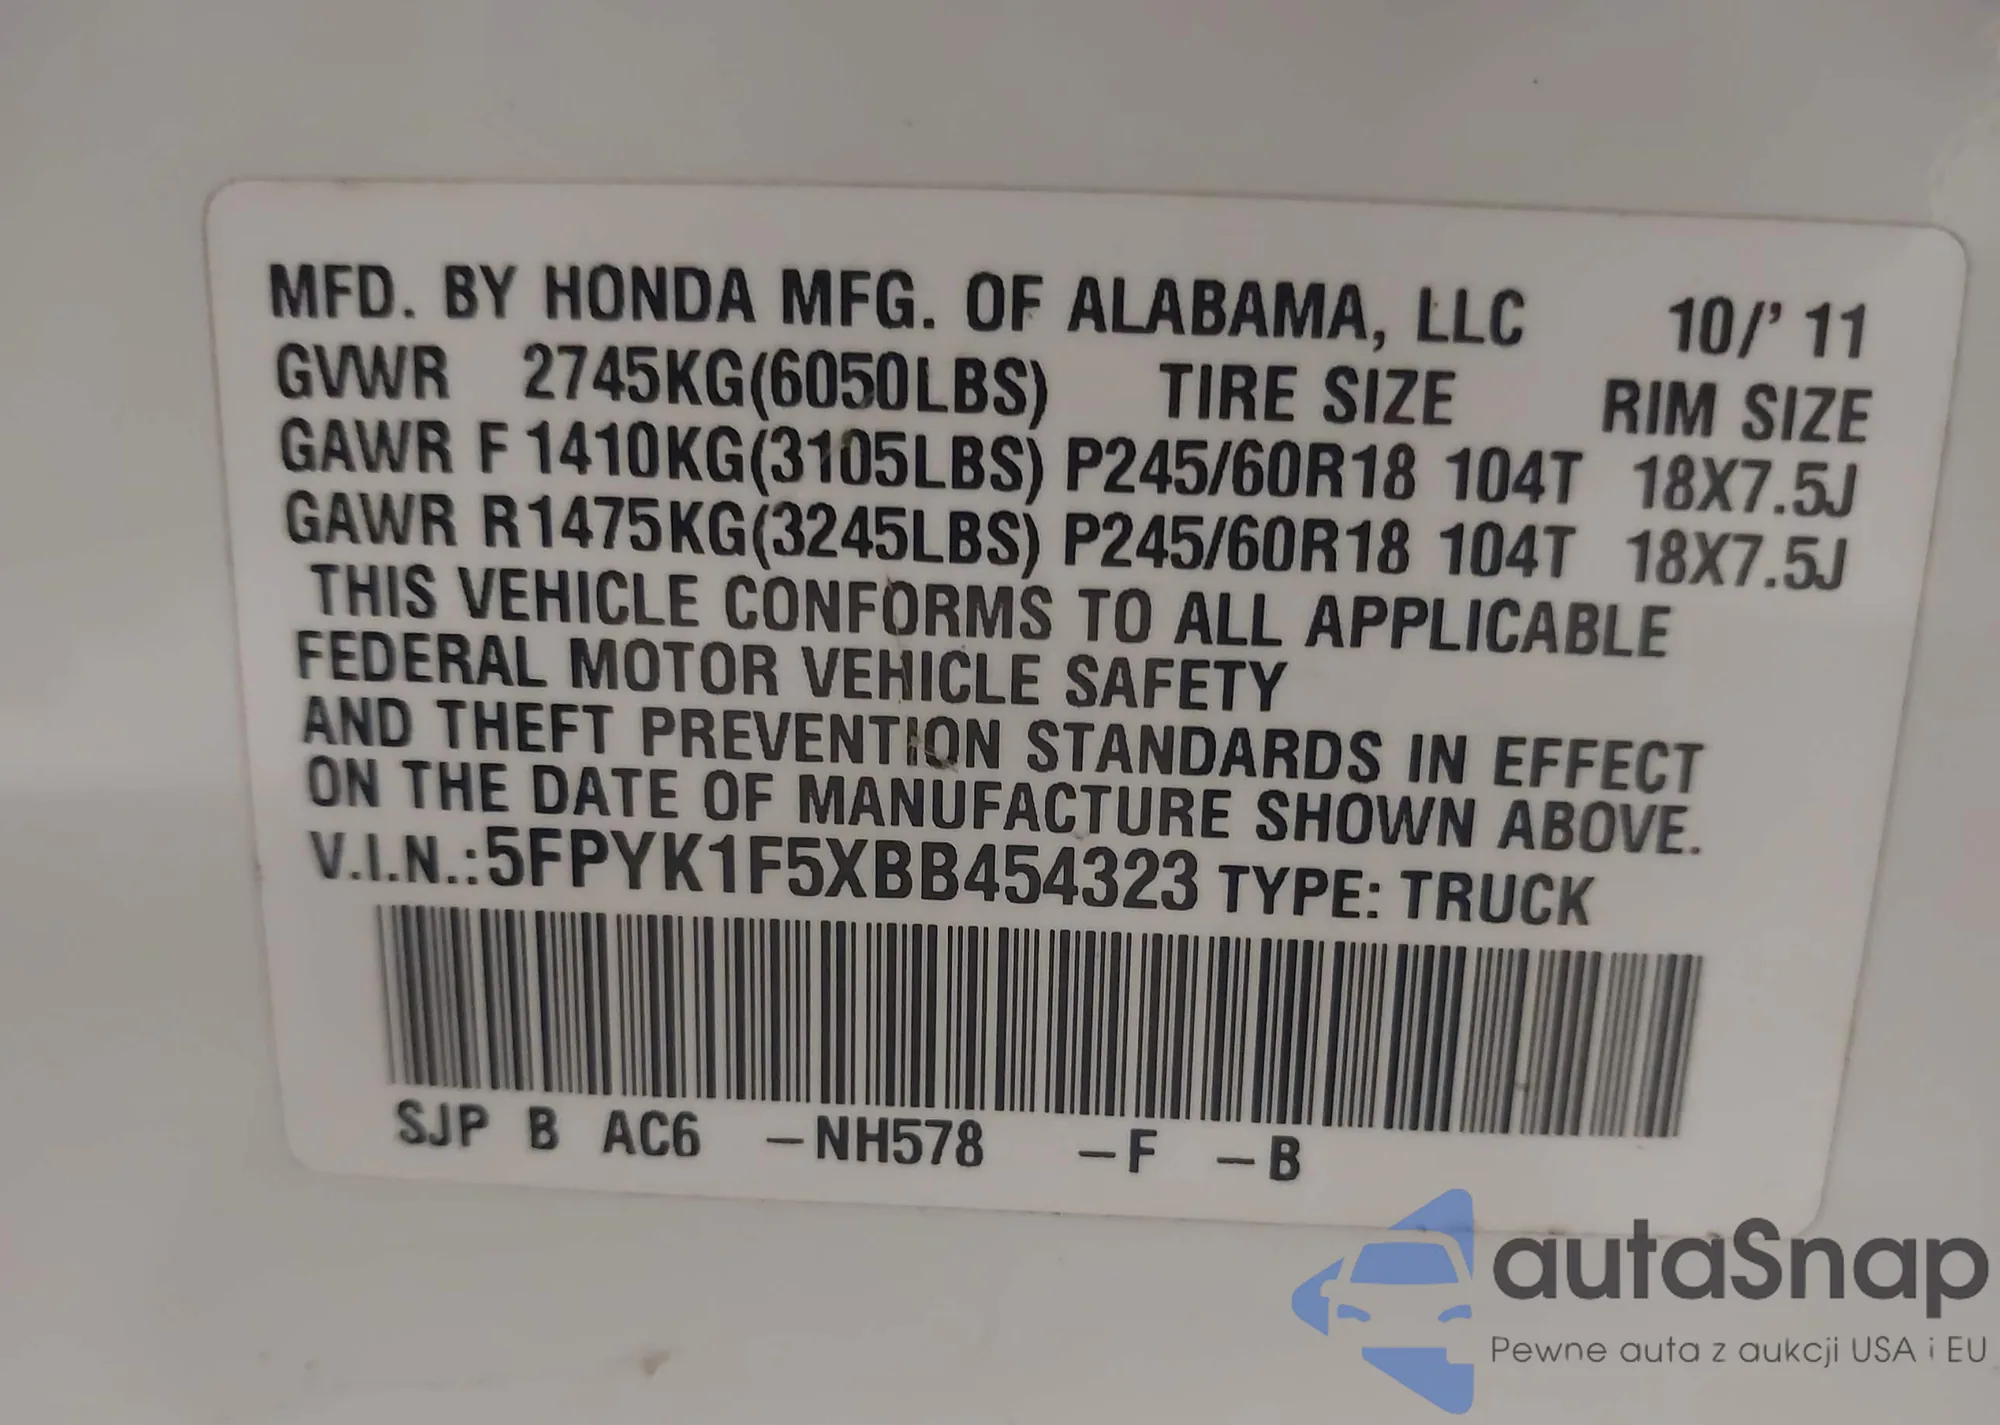 MFD. BY HONDA MFG. OF ALABAMA, LLC 10/' 11
GVWR 2745KG(6050LBS) TIRE SIZE RIM SIZE
GAWR F 1410KG(3105LBS) P245/60R18 104T 18X7.5J
GAWR R1475KG(3245LBS) P245/60R18 104T 18X7.5J
THIS VEHICLE CONFORMS TO ALL APPLICABLE
FEDERAL MOTOR VEHICLE SAFETY
AND THEFT PREVENTION STANDARDS IN EFFECT
ON THE DATE OF MANUFACTURE SHOWN ABOVE.
V.I.N.:5FPYK1F5XBB454323 TYPE: TRUCK
SJP B AC6 –NH578 –F –B
autaSnap
Pewne auta z aukcji USA i EU